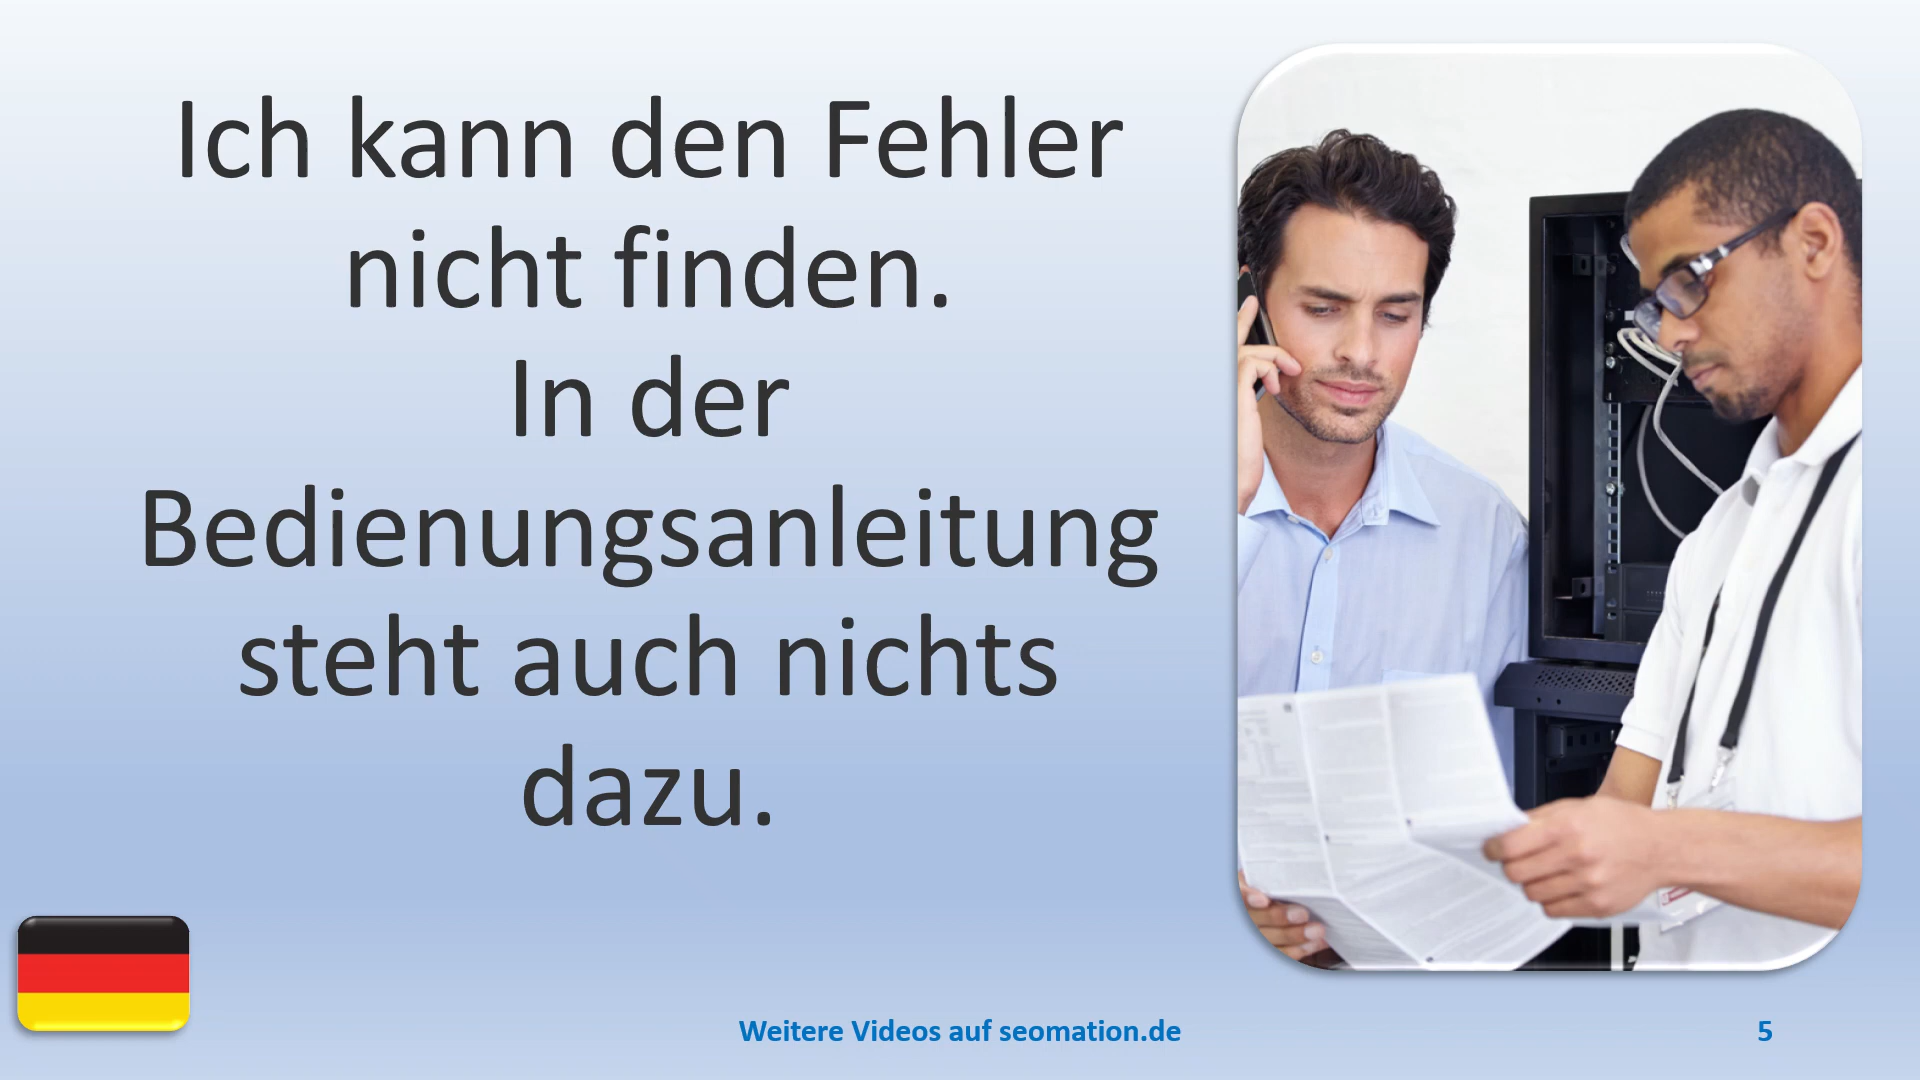 Ich kann den Fehler
nicht finden.
In der
Bedienungsanleitung
steht auch nichts
dazu.
Weitere Videos auf seomation.de
5